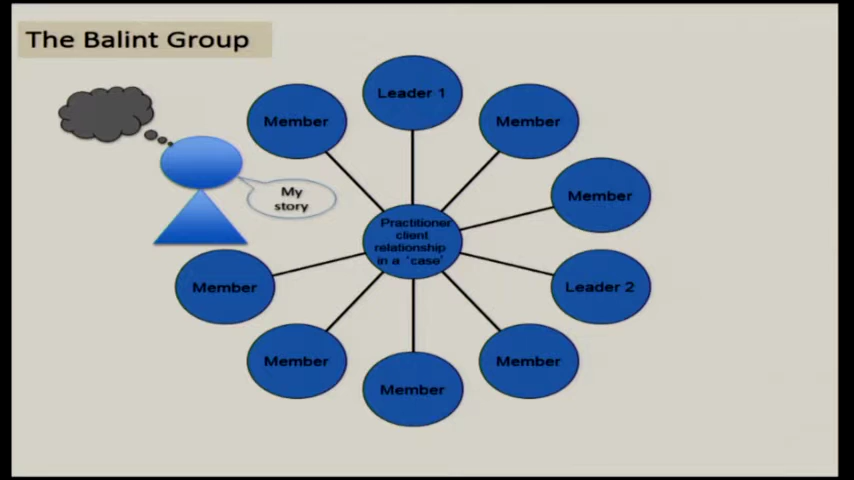 The Balint Group
Leader 1
Member
Member
Member
My
story
Practitioner
client
relationship
in a 'case'
Member
Leader 2
Member
Member
Member